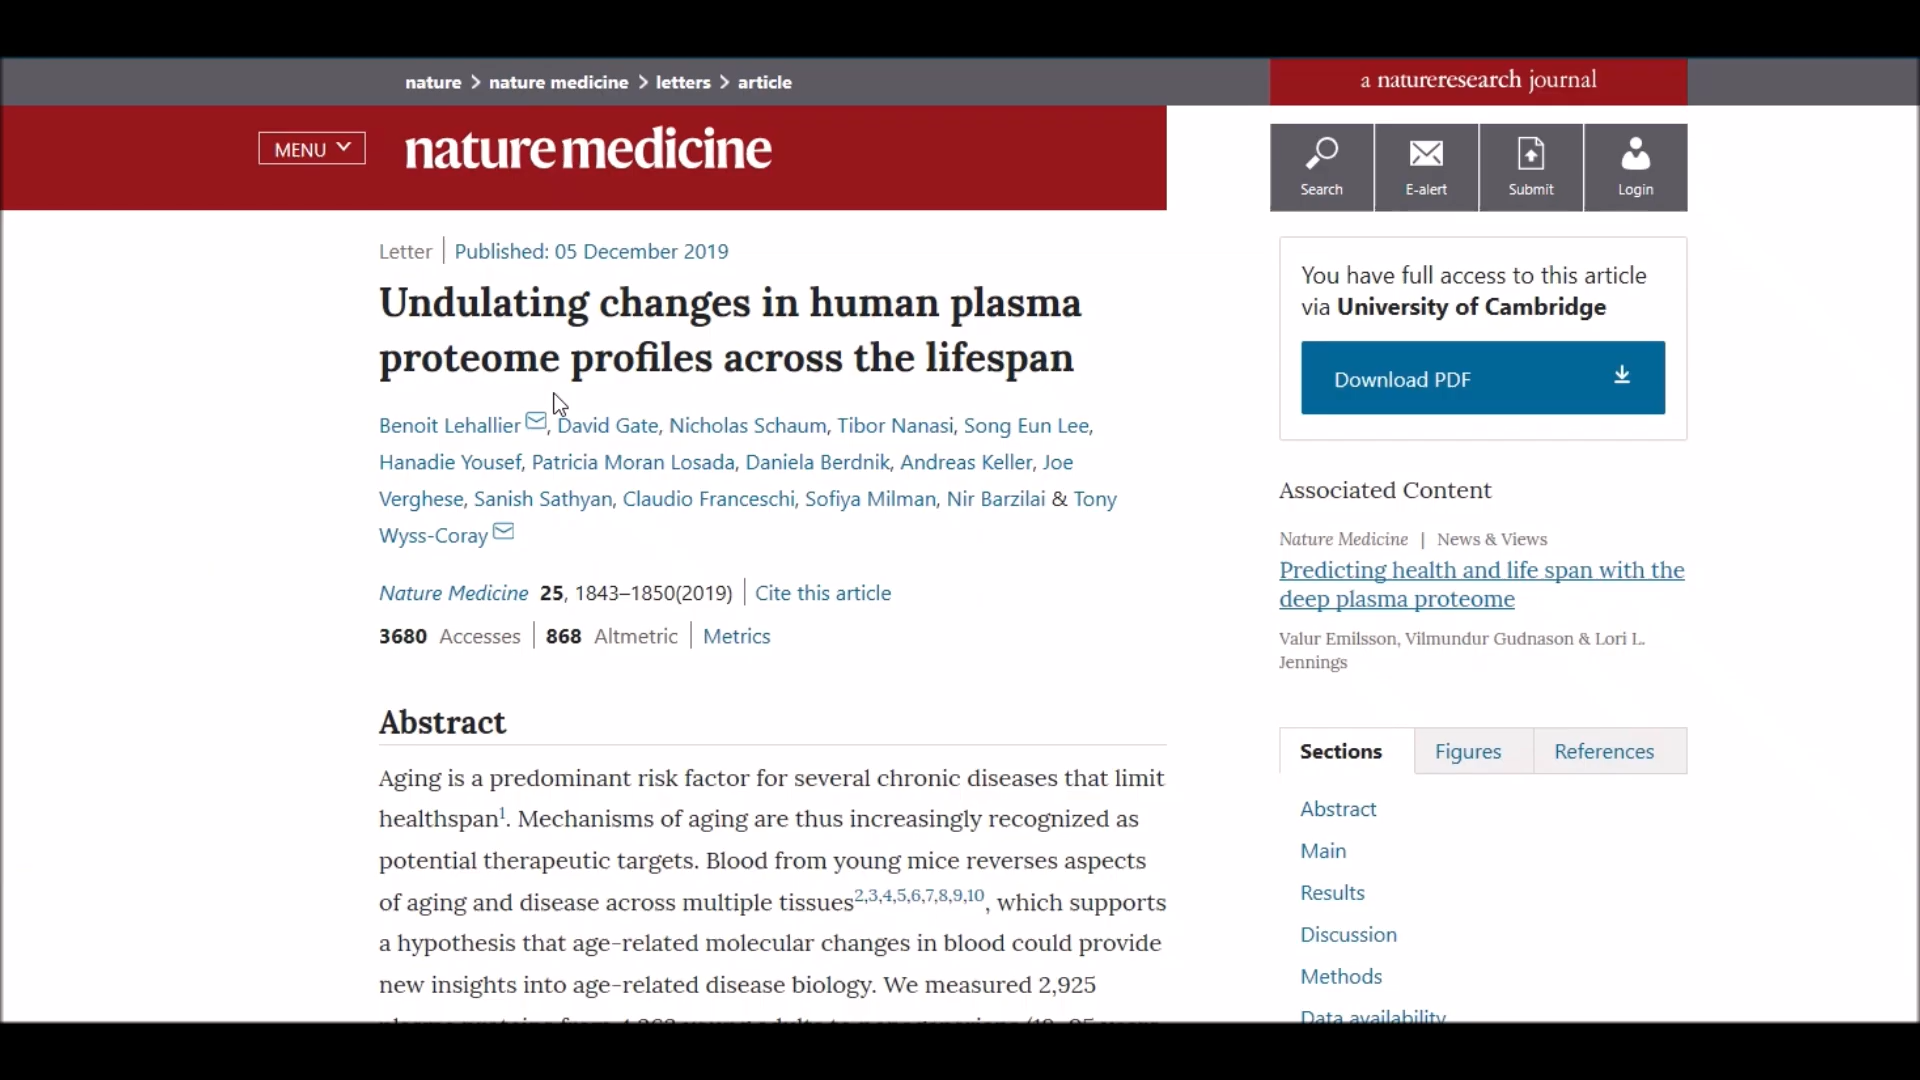 nature > nature medicine > letters > article
a natureresearch journal
MENU
nature medicine
Search
E-alert
Submit
Login
Letter | Published: 05 December 2019
Undulating changes in human plasma
proteome profiles across the lifespan
Benoit Lehallier, David Gate, Nicholas Schaum, Tibor Nanasi, Song Eun Lee,
Hanadie Yousef, Patricia Moran Losada, Daniela Berdnik, Andreas Keller, Joe
Verghese, Sanish Sathyan, Claudio Franceschi, Sofiya Milman, Nir Barzilai & Tony
Wyss-Coray
Nature Medicine 25, 1843–1850(2019) | Cite this article
3680 Accesses | 868 Altmetric | Metrics
Abstract
Aging is a predominant risk factor for several chronic diseases that limit
healthspan1. Mechanisms of aging are thus increasingly recognized as
potential therapeutic targets. Blood from young mice reverses aspects
of aging and disease across multiple tissues2,3,4,5,6,7,8,9,10, which supports
a hypothesis that age-related molecular changes in blood could provide
new insights into age-related disease biology. We measured 2,925
You have full access to this article
via University of Cambridge
Download PDF
Associated Content
Nature Medicine | News & Views
Predicting health and life span with the
deep plasma proteome
Valur Emilsson, Vilmundur Gudnason & Lori L.
Jennings
Sections
Figures
References
Abstract
Main
Results
Discussion
Methods
Data availability